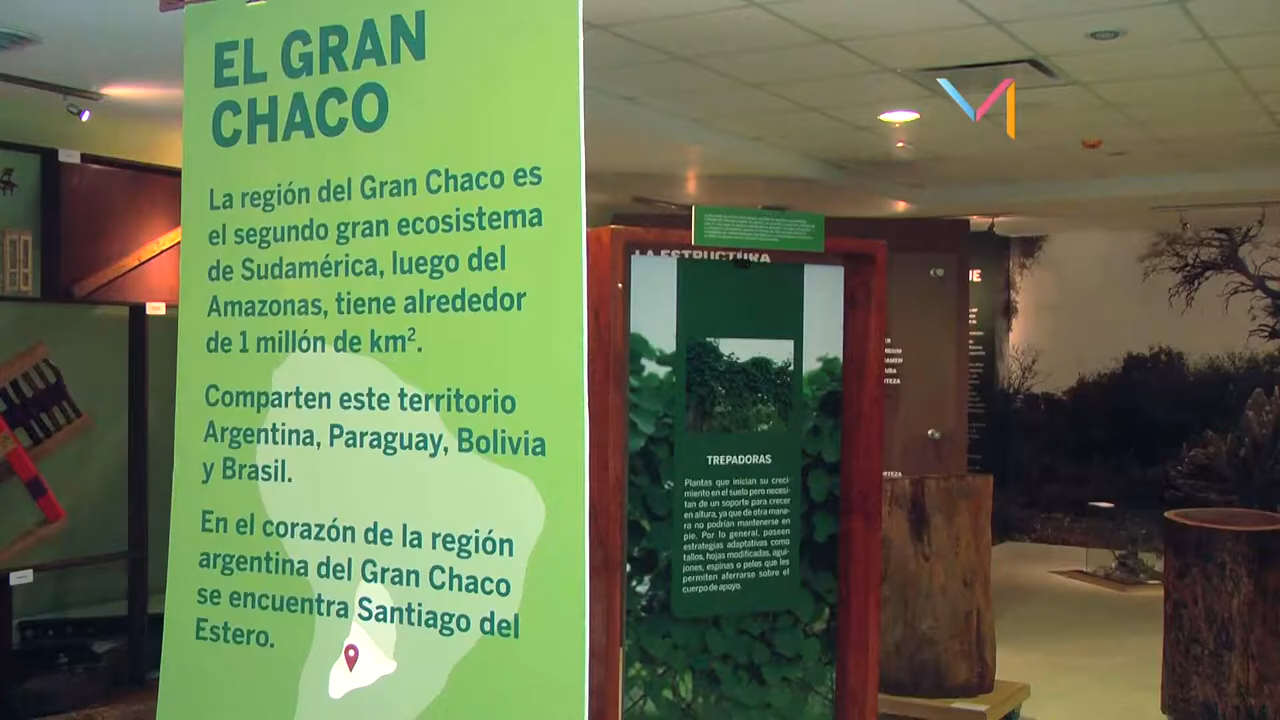 EL GRAN
CHACO
La región del Gran Chaco es
el segundo gran ecosistema
de Sudamérica, luego del
Amazonas, tiene alrededor
de 1 millón de km².
Comparten este territorio
Argentina, Paraguay, Bolivia
y Brasil.
En el corazón de la región
argentina del Gran Chaco
se encuentra Santiago del
Estero.
LA ESTRUCTURA
TREPADORAS
Plantas que inician su creci-
miento en el suelo pero necesi-
tan de un soporte para crecer
en altura, ya que de otra mane-
ra no podrían mantenerse en
pie. Por lo general, poseen
estrategias adaptativas como
tallos, hojas modificadas, agui-
jones, espinas o pelos que les
permiten aferrarse sobre el
cuerpo de apoyo.